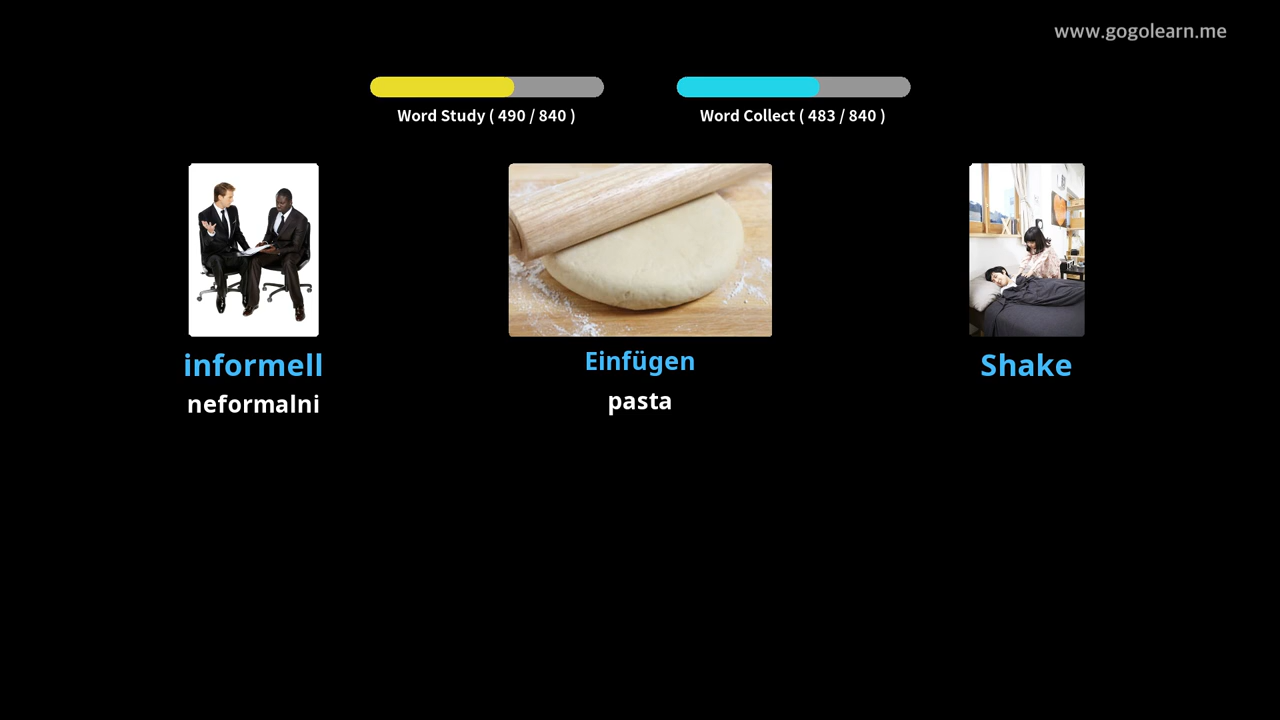 www.gogolearn.me
Word Study ( 490 / 840 )
Word Collect ( 483 / 840 )
informell
neformalni
Einfügen
pasta
Shake